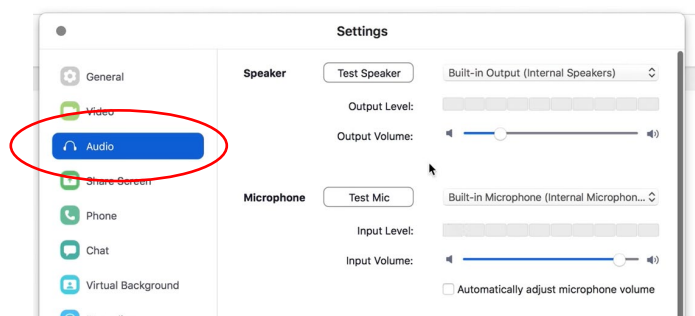 Settings
General
Speaker
Test Speaker
Built-in Output (Internal Speakers)
Video
Output Level:
Output Volume:
Audio
Share Screen
Microphone
Test Mic
Built-in Microphone (Internal Microphon...
Phone
Input Level:
Chat
Input Volume:
Virtual Background
Automatically adjust microphone volume